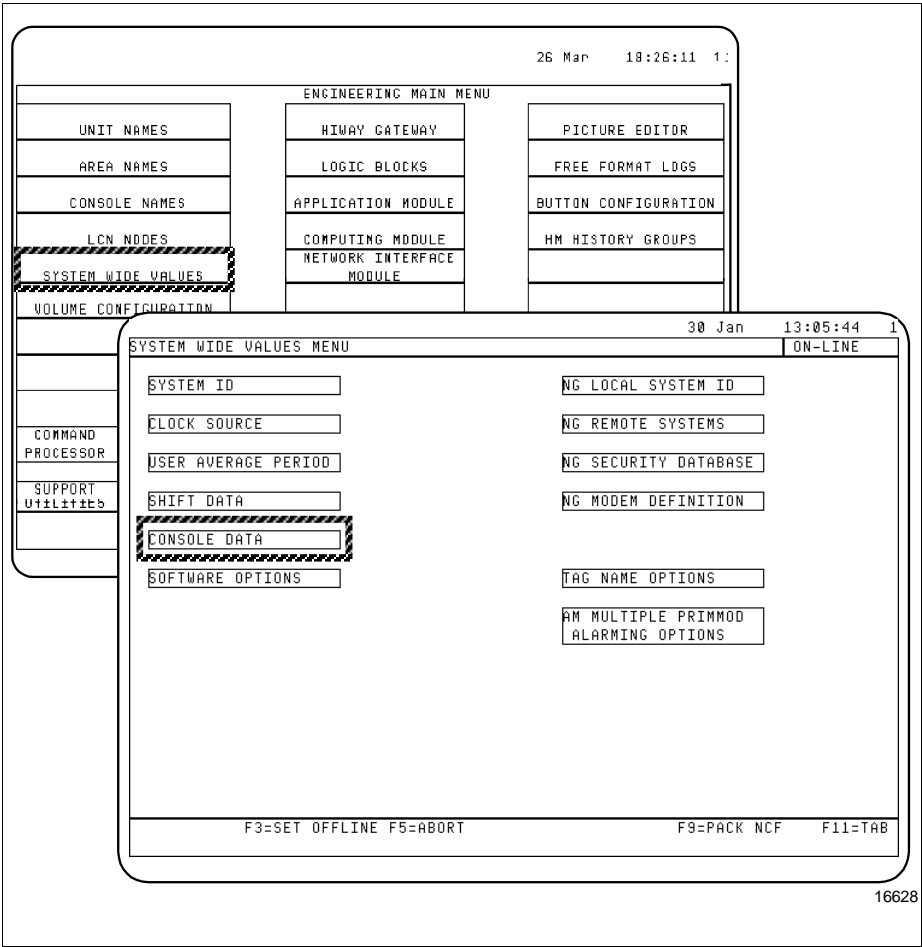 26 Mar 18:26:11 1
ENGINEERING MAIN MENU
UNIT NAMES
HIWAY GATEWAY
PICTURE EDITOR
AREA NAMES
LOGIC BLOCKS
FREE FORMAT LOGS
CONSOLE NAMES
APPLICATION MODULE
BUTTON CONFIGURATION
LCN NODES
COMPUTING MODULE
HM HISTORY GROUPS
SYSTEM WIDE VALUES
NETWORK INTERFACE
MODULE
VOLUME CONFIGURATION
COMMAND
PROCESSOR
SUPPORT
UTILITIES
30 Jan 13:05:44 1
SYSTEM WIDE VALUES MENU
ON-LINE
SYSTEM ID
NG LOCAL SYSTEM ID
CLOCK SOURCE
NG REMOTE SYSTEMS
USER AVERAGE PERIOD
NG SECURITY DATABASE
SHIFT DATA
NG MODEM DEFINITION
CONSOLE DATA
SOFTWARE OPTIONS
TAG NAME OPTIONS
AM MULTIPLE PRIMMOD
ALARMING OPTIONS
F3=SET OFFLINE F5=ABORT
F9=PACK NCF F11=TAB
16628